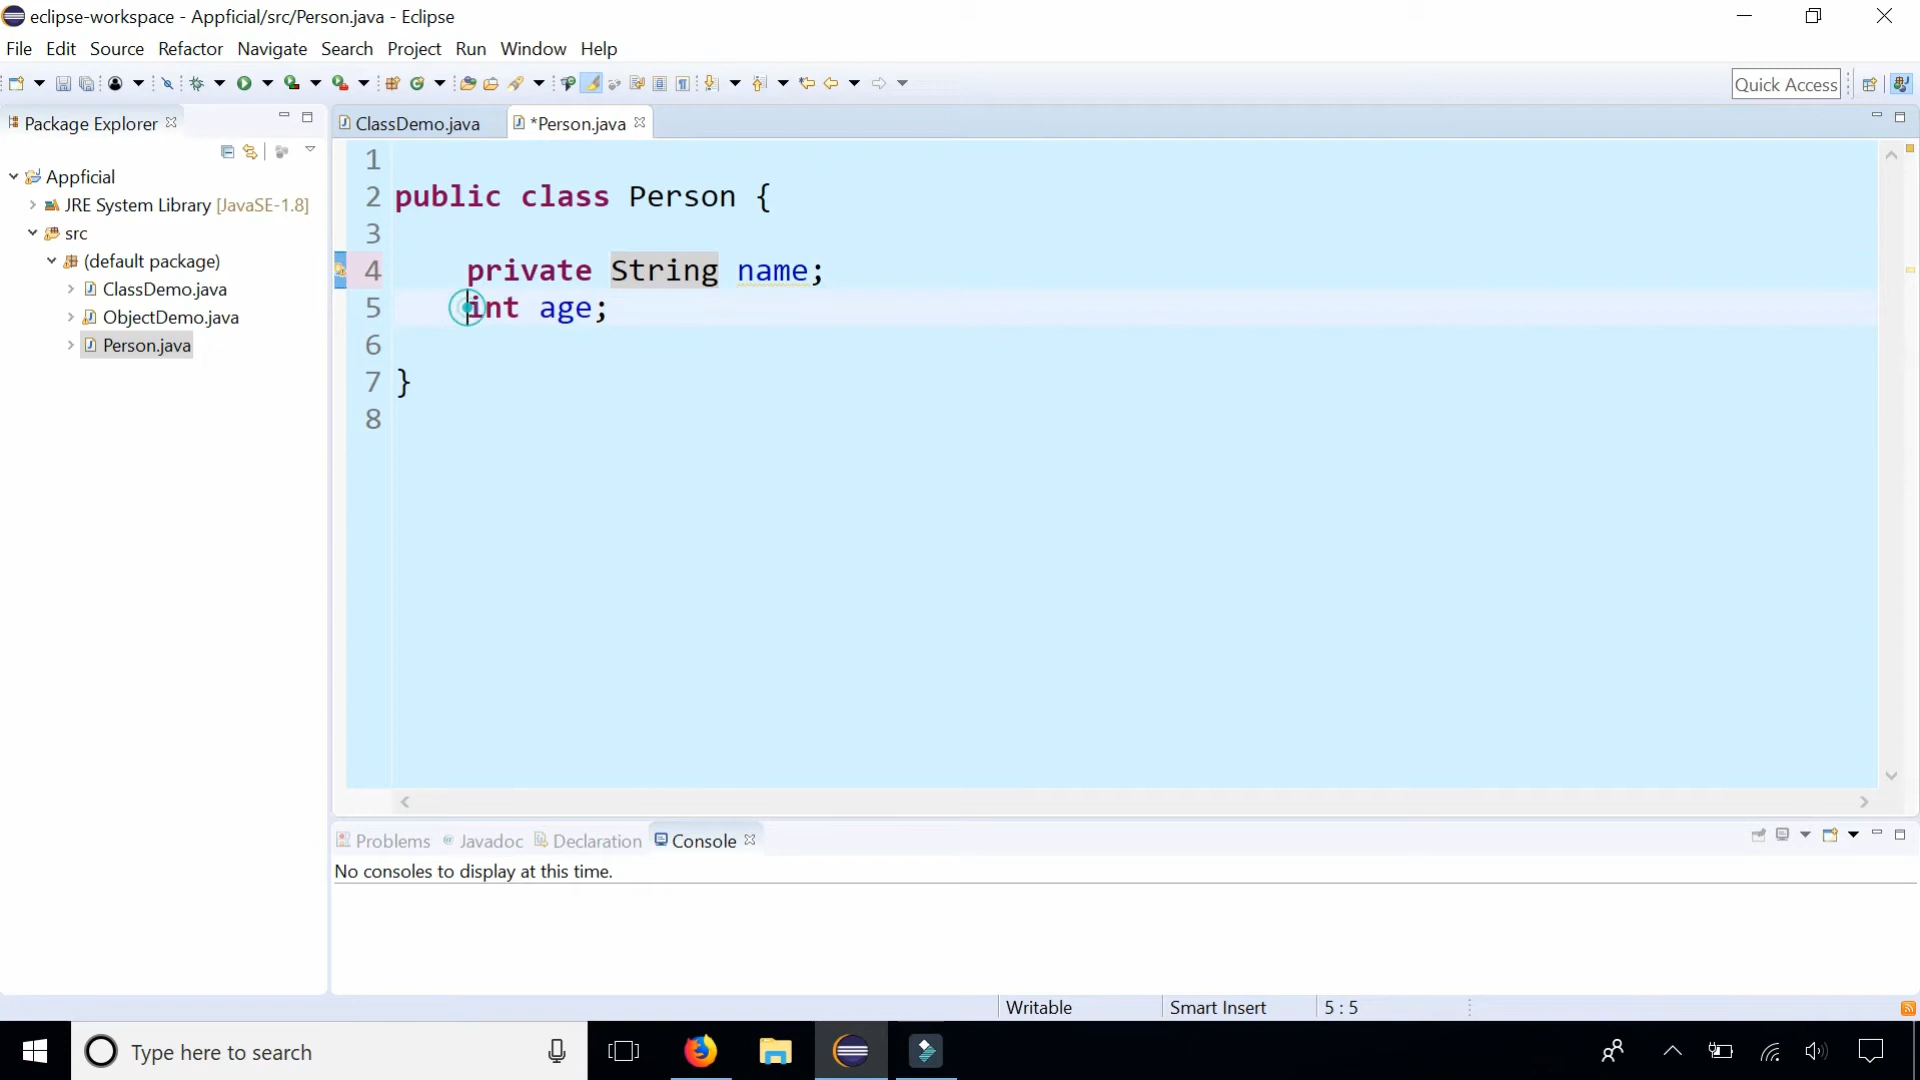 eclipse-workspace - Appficial/src/Person.java - Eclipse
File Edit Source Refactor Navigate Search Project Run Window Help
Quick Access
Package Explorer
ClassDemo.java
*Person.java
Appficial
JRE System Library [JavaSE-1.8]
src
(default package)
ClassDemo.java
ObjectDemo.java
Person.java
1
2 public class Person {
3
4 private String name;
5 int age;
6
7 }
8
Problems Javadoc Declaration Console
No consoles to display at this time.
Writable Smart Insert 5 : 5
Type here to search